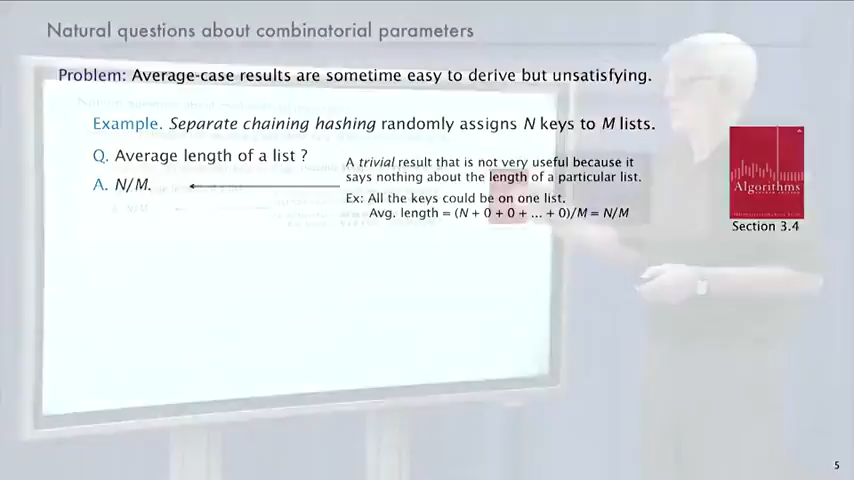 Natural questions about combinatorial parameters
Problem: Average-case results are sometime easy to derive but unsatisfying.
Example. Separate chaining hashing randomly assigns N keys to M lists.
Q. Average length of a list ?
A. N/M.
A trivial result that is not very useful because it
says nothing about the length of a particular list.
Ex: All the keys could be on one list.
Avg. length = (N + 0 + 0 + ... + 0)/M = N/M
Algorithms
Section 3.4
5